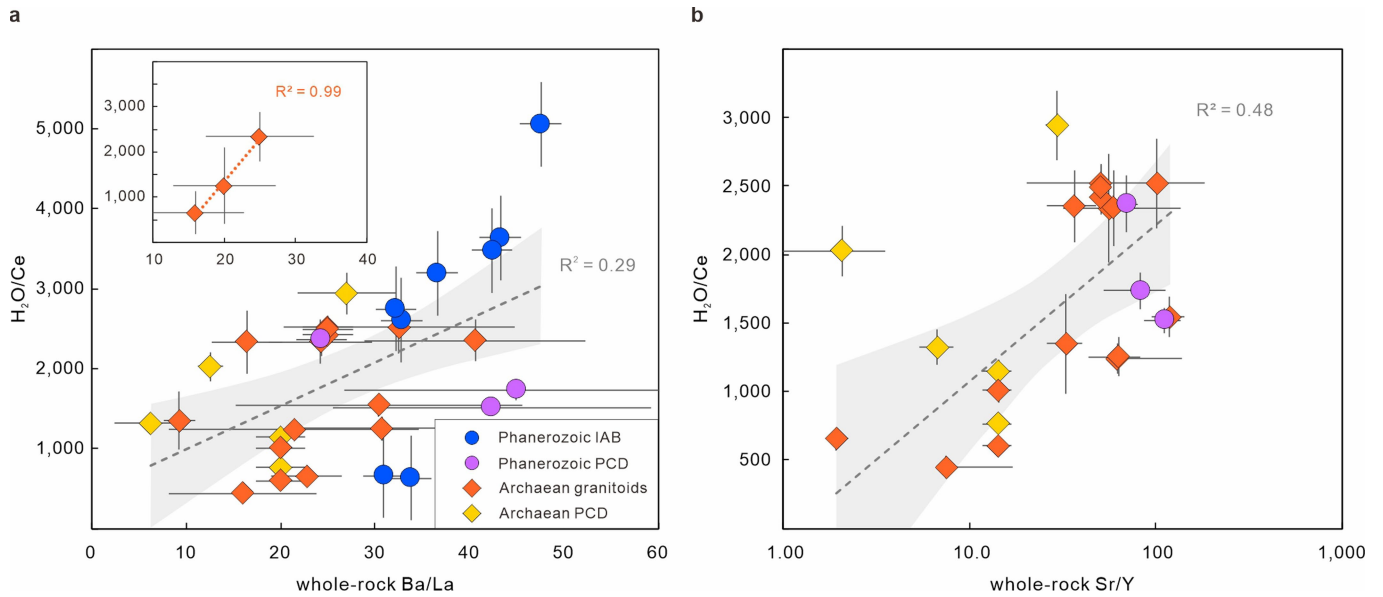 a
b
R² = 0.99
3,000
2,000
1,000
10 20 30 40
5,000
4,000
3,000
2,000
1,000
H₂O/Ce
R² = 0.29
Phanerozoic IAB
Phanerozoic PCD
Archaean granitoids
Archaean PCD
0 10 20 30 40 50 60
whole-rock Ba/La
R² = 0.48
3,000
2,500
2,000
1,500
1,000
500
H₂O/Ce
1.00 10.0 100 1,000
whole-rock Sr/Y